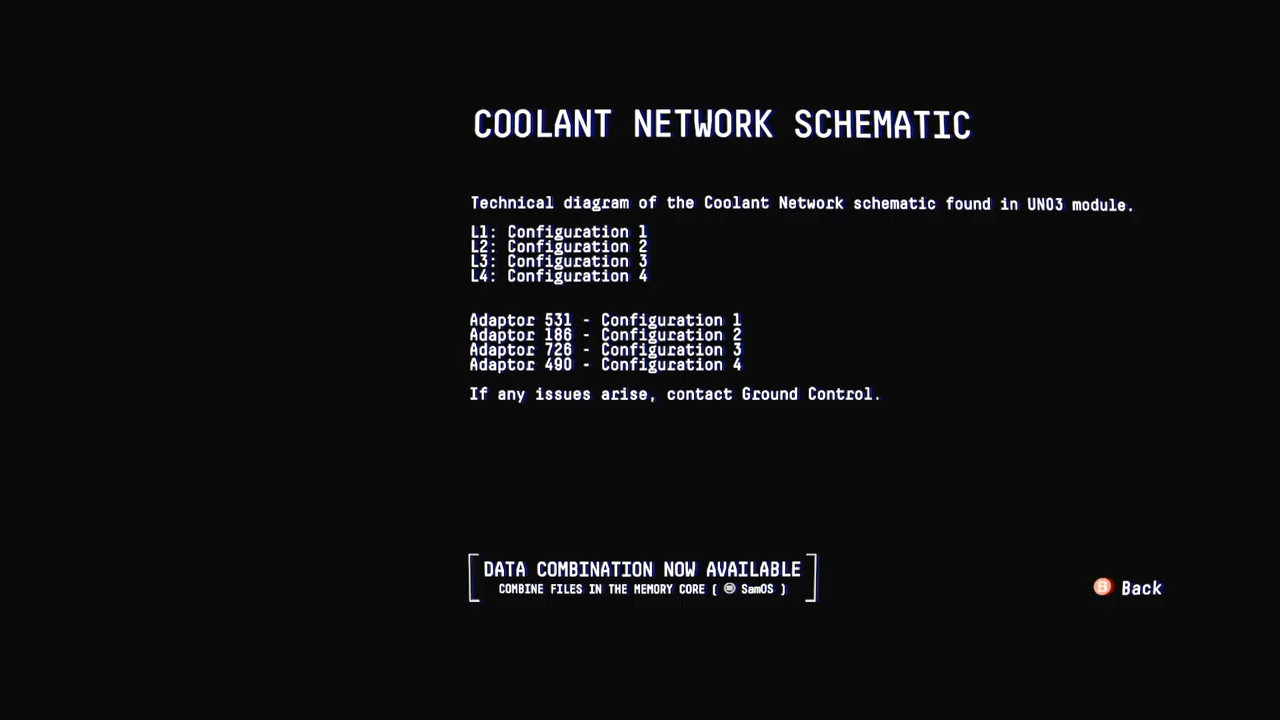 COOLANT NETWORK SCHEMATIC
Technical diagram of the Coolant Network schematic found in UNO3 module.
L1: Configuration 1
L2: Configuration 2
L3: Configuration 3
L4: Configuration 4
Adaptor 531 - Configuration 1
Adaptor 186 - Configuration 2
Adaptor 726 - Configuration 3
Adaptor 490 - Configuration 4
If any issues arise, contact Ground Control.
DATA COMBINATION NOW AVAILABLE
COMBINE FILES IN THE MEMORY CORE ( SamOS )
B Back